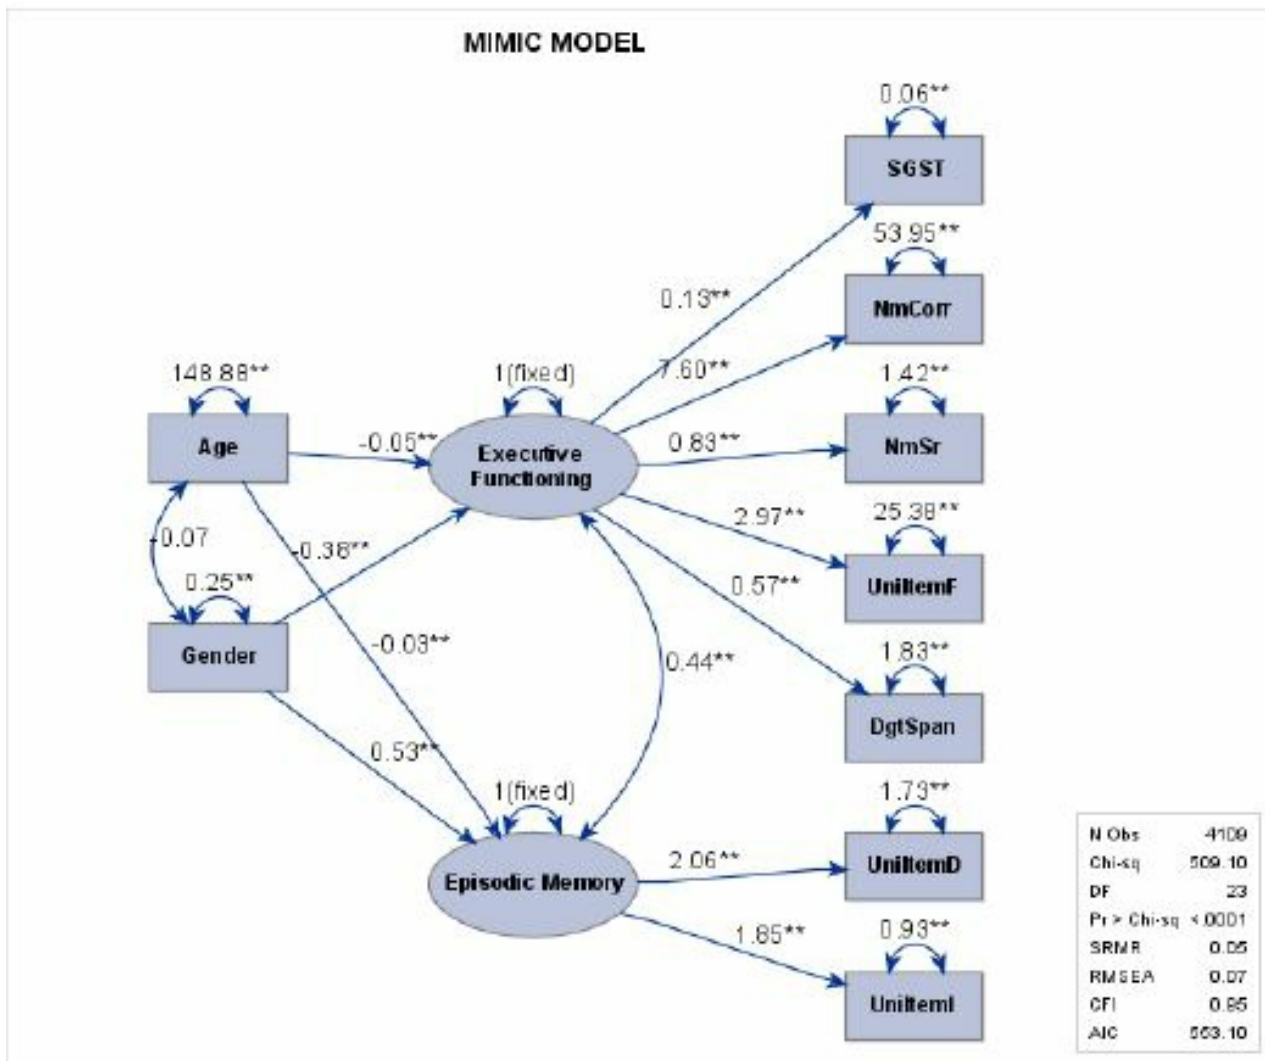 MIMIC MODEL
0.06**
SGST
53.95**
0.13**
NmCorr
7.60**
1.42**
148.88**
1(fixed)
Age
-0.05**
Executive
Functioning
0.83**
NmSr
2.97**
25.38**
-0.07
-0.38**
0.25**
0.57**
UniItemF
Gender
-0.03**
0.44**
1.83**
DgtSpan
0.53**
1(fixed)
1.73**
2.06**
UniItemD
Episodic Memory
1.85**
0.93**
UniItemI
N Obs 4109
Chi-sq 509.10
DF 23
Pr > Chi-sq <.0001
SRMR 0.05
RMSEA 0.07
CFI 0.95
AIC 553.10